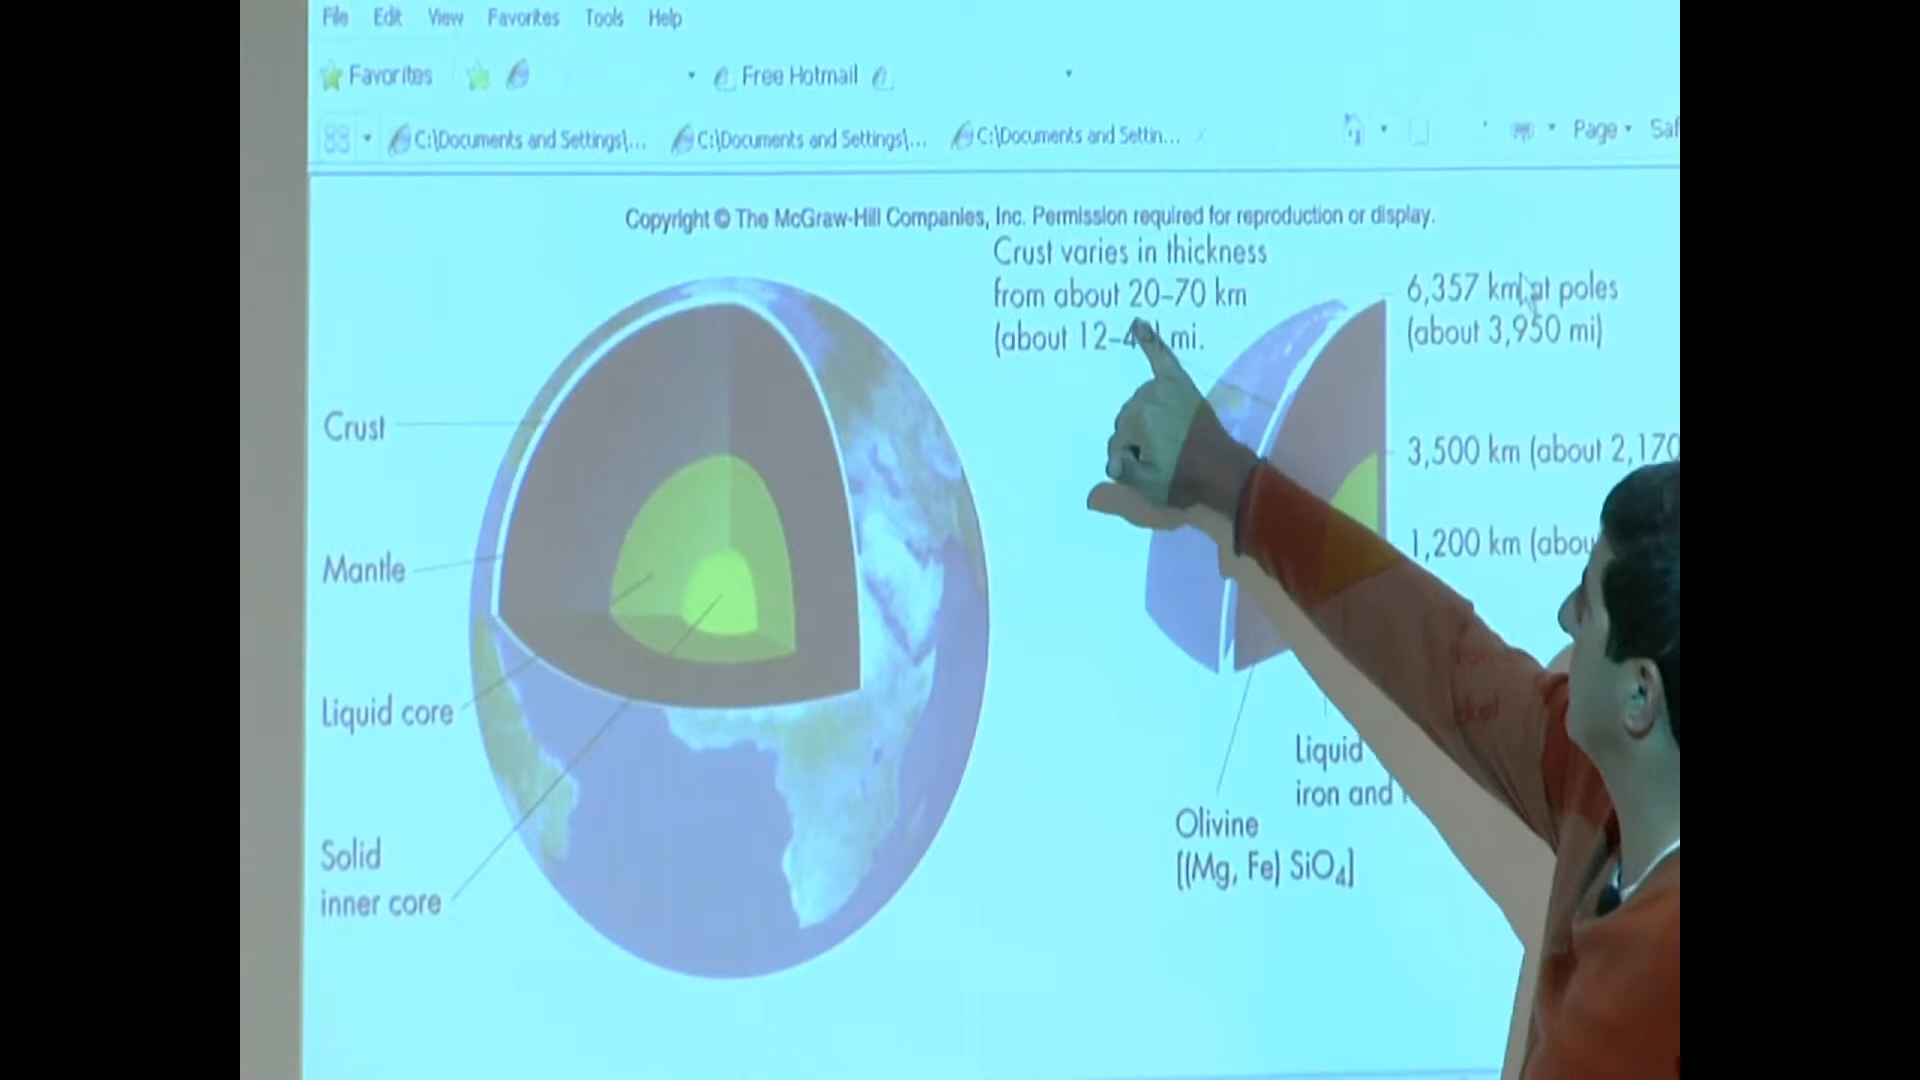 File Edit View Favorites Tools Help
Favorites Free Hotmail
C:\Documents and Settings\... C:\Documents and Settings\... C:\Documents and Settin... Page
Copyright © The McGraw-Hill Companies, Inc. Permission required for reproduction or display.
Crust varies in thickness
from about 20–70 km
(about mi.
6,357 km at poles
(about 3,950 mi)
Crust
3,500 km (about 2,170
1,200 km
Mantle
Liquid core
Liquid
iron and
Olivine
[(Mg, Fe) SiO₄]
Solid
inner core